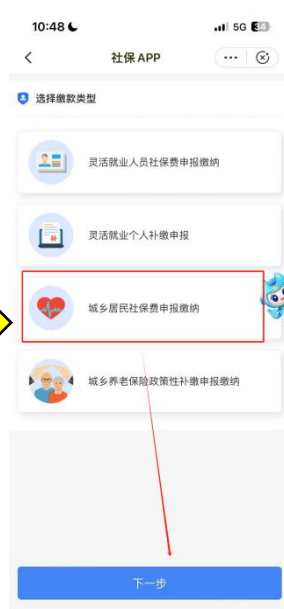 10:48
5G 34
社保 APP
选择缴款类型
灵活就业人员社保费申报缴纳
补
灵活就业个人补缴申报
城乡居民社保费申报缴纳
城乡养老保险政策性补缴申报缴纳
下一步